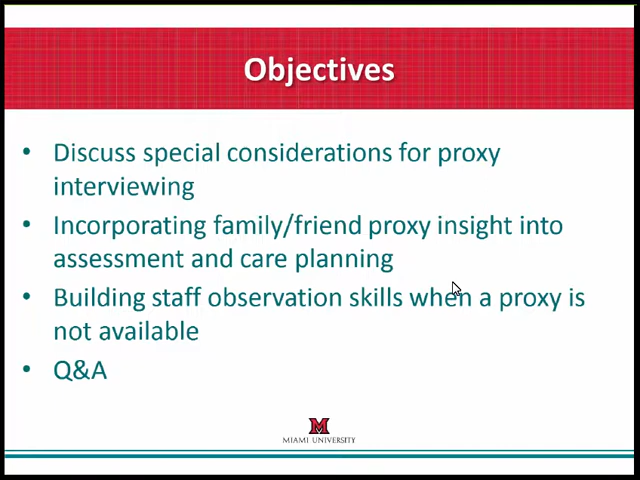 Objectives
• Discuss special considerations for proxy
interviewing
• Incorporating family/friend proxy insight into
assessment and care planning
• Building staff observation skills when a proxy is
not available
• Q&A
M
MIAMI UNIVERSITY